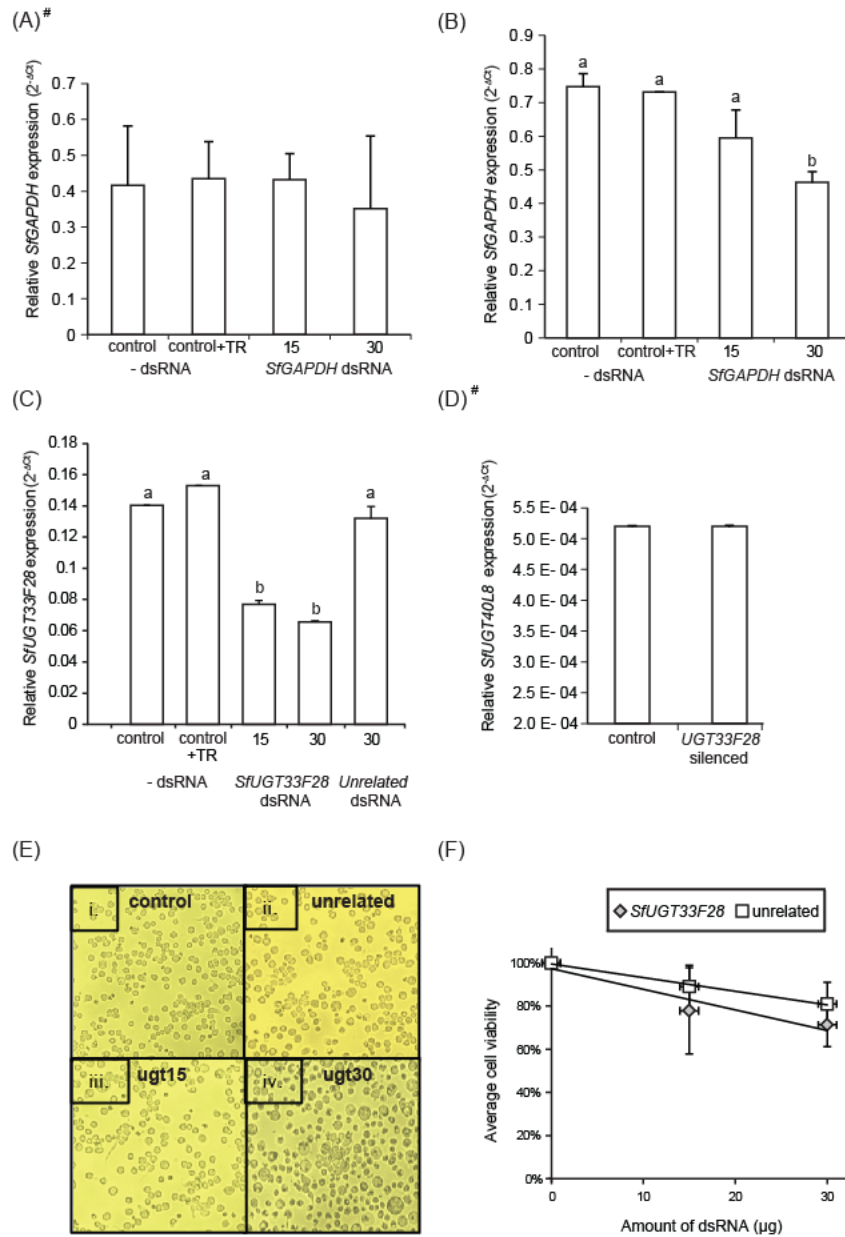 (A)#
Relative SfGAPDH expression (2-ΔCt)
0.7
0.6
0.5
0.4
0.3
0.2
0.1
0
control
control+TR
15
30
- dsRNA
SfGAPDH dsRNA
(B)
Relative SfGAPDH expression (2-ΔCt)
0.9
0.8
0.7
0.6
0.5
0.4
0.3
0.2
0.1
0
a
a
a
b
control
control+TR
15
30
- dsRNA
SfGAPDH dsRNA
(C)
Relative SfUGT33F28 expression (2-ΔCt)
0.18
0.16
0.14
0.12
0.10
0.08
0.06
0.04
0.02
0
a
a
b
b
a
control
control
+TR
15
30
30
- dsRNA
SfUGT33F28
dsRNA
Unrelated
dsRNA
(D)#
Relative SfUGT40L8 expression (2-ΔCt)
5.5 E- 04
5.2 E- 04
4.2 E- 04
4.2 E- 04
3.2 E- 04
3.2 E- 04
2.2 E- 04
2.0 E- 04
control
UGT33F28
silenced
(E)
i.
control
ii.
unrelated
iii.
ugt15
iv.
ugt30
(F)
SfUGT33F28
unrelated
Average cell viability
100%
80%
60%
40%
20%
0%
0
10
20
30
Amount of dsRNA (µg)